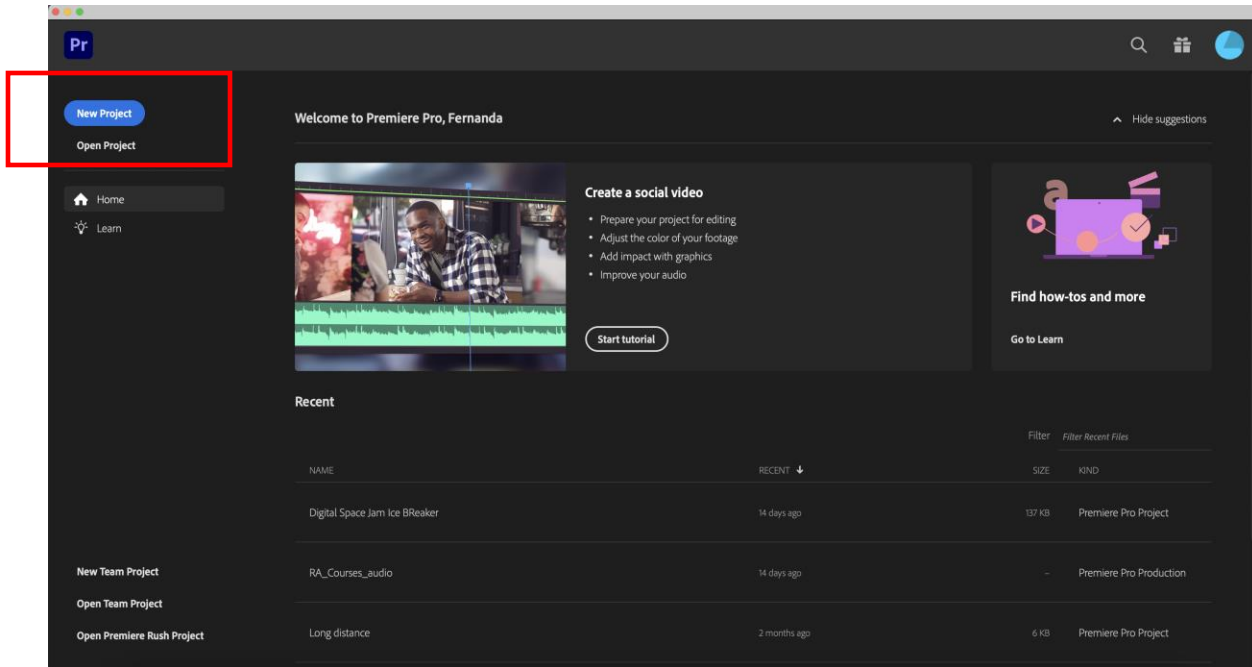 Pr
New Project
Open Project
Home
Learn
Welcome to Premiere Pro, Fernanda
Hide suggestions
Create a social video
• Prepare your project for editing
• Adjust the color of your footage
• Add impact with graphics
• Improve your audio
Start tutorial
a
Find how-tos and more
Go to Learn
Recent
Filter Filter Recent Files
NAME RECENT SIZE KIND
Digital Space Jam Ice BReaker 14 days ago 137 KB Premiere Pro Project
RA_Courses_audio 14 days ago – Premiere Pro Production
Long distance 2 months ago 6 KB Premiere Pro Project
New Team Project
Open Team Project
Open Premiere Rush Project